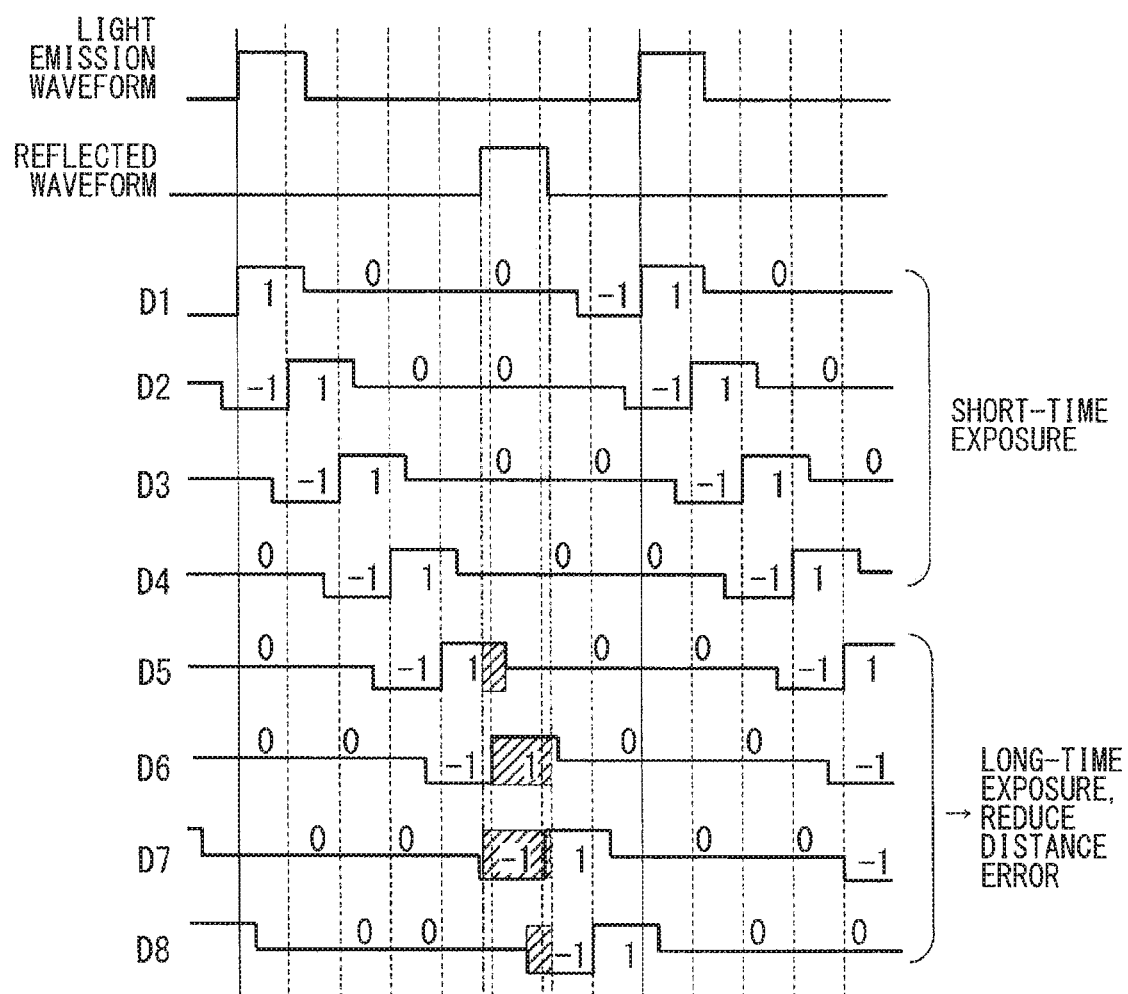 LIGHT
EMISSION
WAVEFORM
REFLECTED
WAVEFORM
D1 1 0 0 -1 1 0
D2 -1 1 0 0 -1 1 0
D3 -1 1 0 0 -1 1 0
D4 0 -1 1 0 0 -1 1
SHORT-TIME
EXPOSURE
D5 0 -1 1 0 0 -1 1
D6 0 0 -1 1 0 0 -1
D7 0 0 -1 1 0 0 -1
D8 0 0 -1 1 0 0
→ LONG-TIME
EXPOSURE,
REDUCE
DISTANCE
ERROR